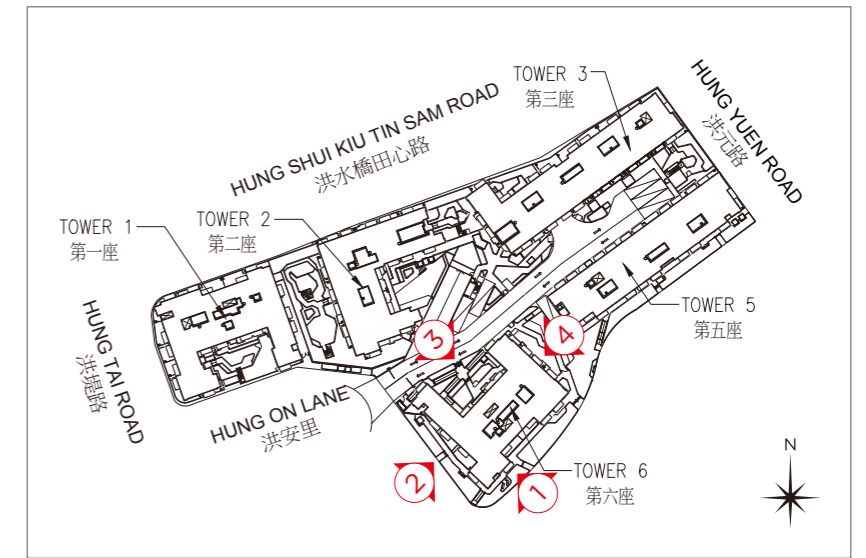 TOWER 3
第三座
HUNG YUEN ROAD
洪元路
HUNG SHUI KIU TIN SAM ROAD
洪水橋田心路
TOWER 1
第一座
TOWER 2
第二座
TOWER 5
第五座
HUNG TAI ROAD
洪堤路
3
4
HUNG ON LANE
洪安里
TOWER 6
第六座
2
1
N